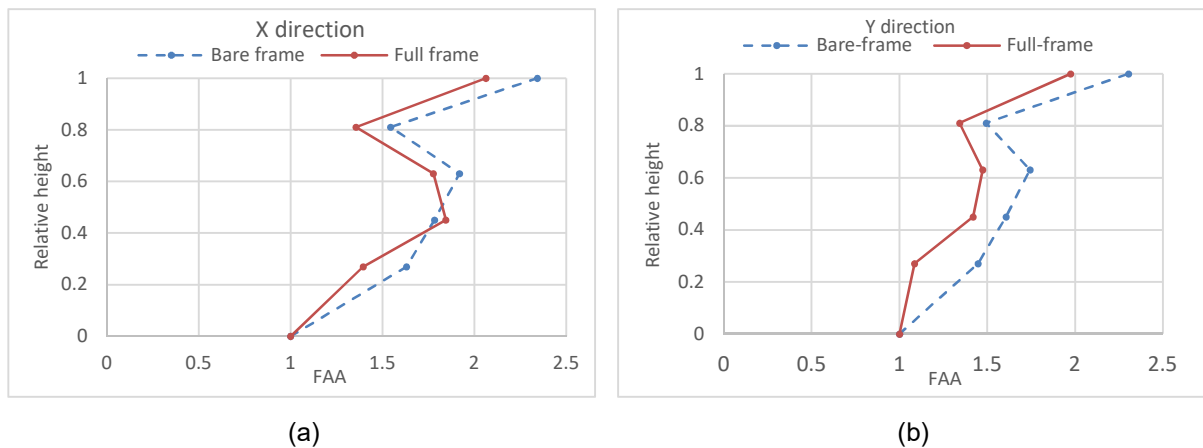 X direction
Bare frame Full frame
1
0.8
0.6
0.4
0.2
0
Relative height
0 0.5 1 1.5 2 2.5
FAA
(a)
Y direction
Bare-frame Full-frame
1
0.8
0.6
0.4
0.2
0
Relative height
0 0.5 1 1.5 2 2.5
FAA
(b)